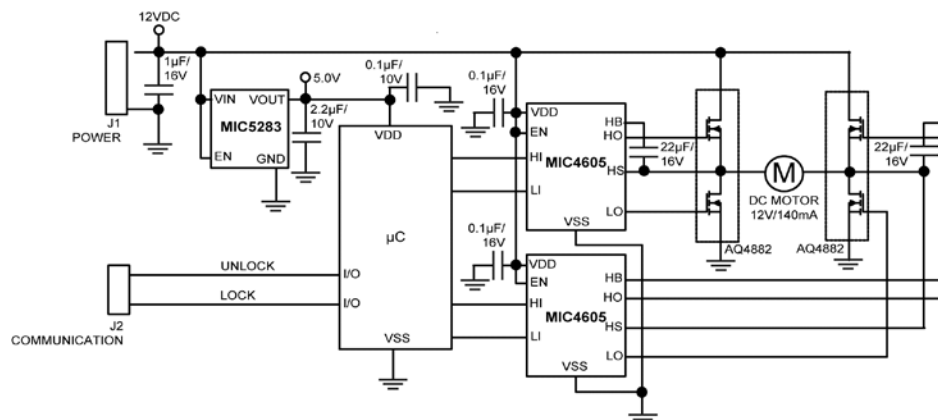 12VDC
1µF/
16V
J1
POWER
VIN
VOUT
MIC5283
EN
GND
5.0V
2.2µF/
10V
0.1µF/
10V
VDD
µC
I/O
I/O
VSS
UNLOCK
LOCK
J2
COMMUNICATION
0.1µF/
16V
VDD
EN
HI
LI
MIC4605
HB
HO
HS
LO
VSS
22µF/
16V
AQ4882
M
DC MOTOR
12V/140mA
AQ4882
22µF/
16V
0.1µF/
16V
VDD
EN
HI
LI
MIC4605
HB
HO
HS
LO
VSS